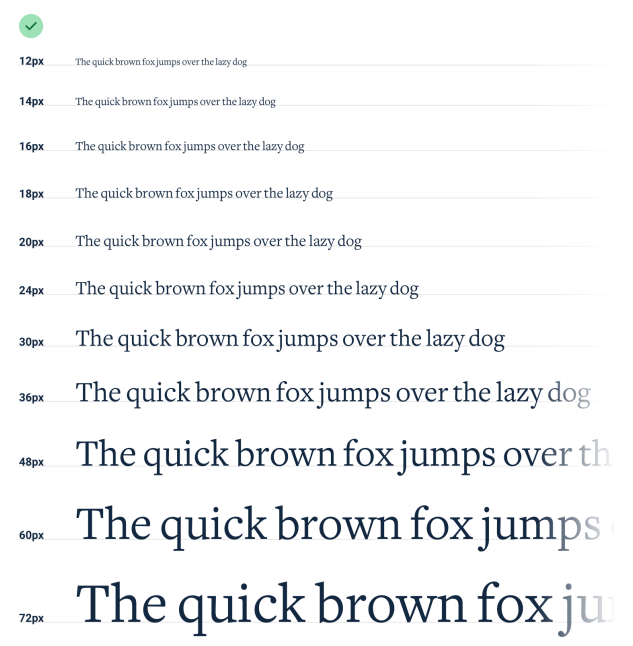 12px The quick brown fox jumps over the lazy dog
14px The quick brown fox jumps over the lazy dog
16px The quick brown fox jumps over the lazy dog
18px The quick brown fox jumps over the lazy dog
20px The quick brown fox jumps over the lazy dog
24px The quick brown fox jumps over the lazy dog
30px The quick brown fox jumps over the lazy dog
36px The quick brown fox jumps over the lazy dog
48px The quick brown fox jumps over th
60px The quick brown fox jumps
72px The quick brown fox ju